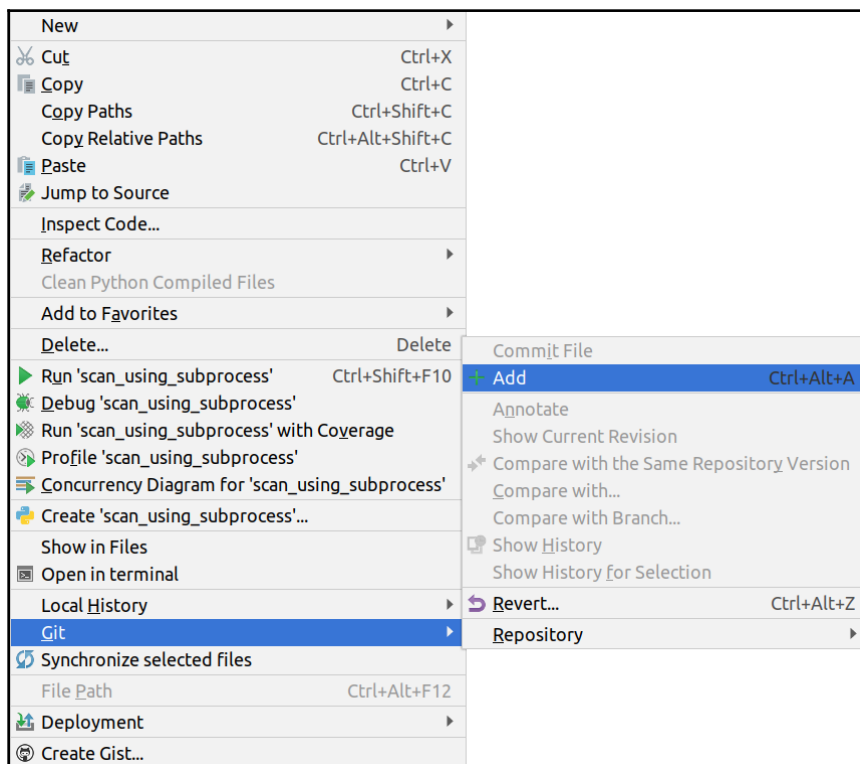 New
Cut Ctrl+X
Copy Ctrl+C
Copy Paths Ctrl+Shift+C
Copy Relative Paths Ctrl+Alt+Shift+C
Paste Ctrl+V
Jump to Source
Inspect Code...
Refactor
Clean Python Compiled Files
Add to Favorites
Delete... Delete
Run 'scan_using_subprocess' Ctrl+Shift+F10
Debug 'scan_using_subprocess'
Run 'scan_using_subprocess' with Coverage
Profile 'scan_using_subprocess'
Concurrency Diagram for 'scan_using_subprocess'
Create 'scan_using_subprocess'...
Show in Files
Open in terminal
Local History
Git
Synchronize selected files
File Path Ctrl+Alt+F12
Deployment
Create Gist...
Commit File
Add Ctrl+Alt+A
Annotate
Show Current Revision
Compare with the Same Repository Version
Compare with...
Compare with Branch...
Show History
Show History for Selection
Revert... Ctrl+Alt+Z
Repository